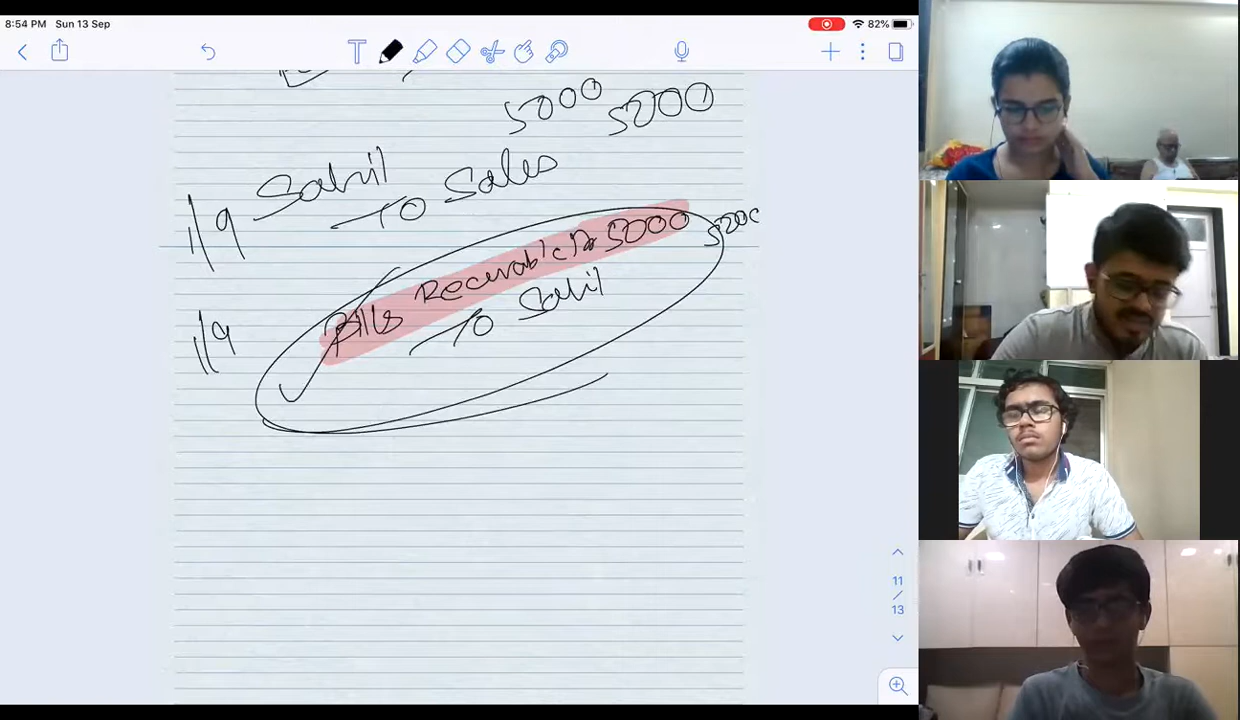 8:54 PM Sun 13 Sep
82%
T
5000 5000
1/9 Sahil
To Sales
1/9 Bills Receivable Dr 5000 5000
To Sahil
11
/
13